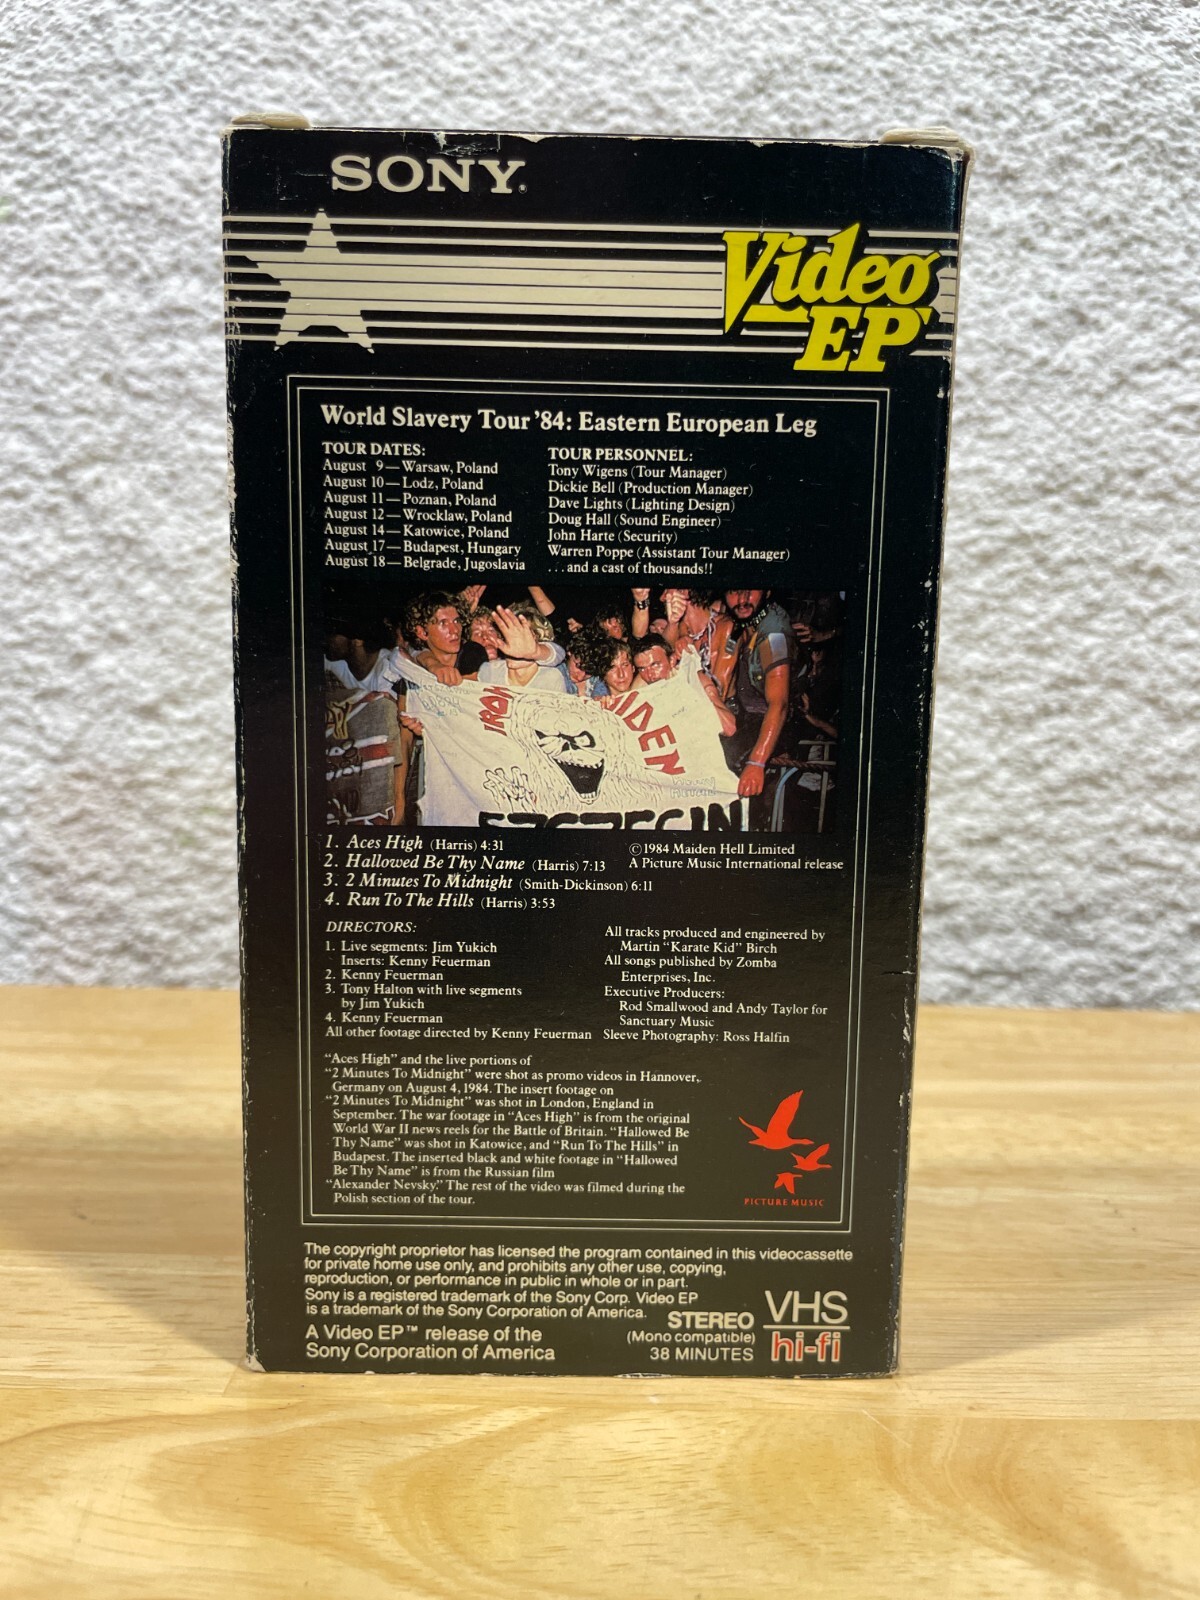 SONY®
Video
EP
World Slavery Tour '84: Eastern European Leg
TOUR DATES:
August 9—Warsaw, Poland
August 10—Lodz, Poland
August 11—Poznan, Poland
August 12—Wrocklaw, Poland
August 14—Katowice, Poland
August 17—Budapest, Hungary
August 18—Belgrade, Jugoslavia
TOUR PERSONNEL:
Tony Wigens (Tour Manager)
Dickie Bell (Production Manager)
Dave Lights (Lighting Design)
Doug Hall (Sound Engineer)
John Harte (Security)
Warren Poppe (Assistant Tour Manager)
...and a cast of thousands!!
IRON MAIDEN
1. Aces High (Harris) 4:31
2. Hallowed Be Thy Name (Harris) 7:13
3. 2 Minutes To Midnight (Smith-Dickinson) 6:11
4. Run To The Hills (Harris) 3:53
©1984 Maiden Hell Limited
A Picture Music International release
DIRECTORS:
1. Live segments: Jim Yukich
Inserts: Kenny Feuerman
2. Kenny Feuerman
3. Tony Halton with live segments
by Jim Yukich
4. Kenny Feuerman
All other footage directed by Kenny Feuerman
All tracks produced and engineered by
Martin "Karate Kid" Birch
All songs published by Zomba
Enterprises, Inc.
Executive Producers:
Rod Smallwood and Andy Taylor for
Sanctuary Music
Sleeve Photography: Ross Halfin
"Aces High" and the live portions of
"2 Minutes To Midnight" were shot as promo videos in Hannover,
Germany on August 4, 1984. The insert footage on
"2 Minutes To Midnight" was shot in London, England in
September. The war footage in "Aces High" is from the original
World War II news reels for the Battle of Britain. "Hallowed Be
Thy Name" was shot in Katowice, and "Run To The Hills" in
Budapest. The inserted black and white footage in "Hallowed
Be Thy Name" is from the Russian film
"Alexander Nevsky." The rest of the video was filmed during the
Polish section of the tour.
PICTURE MUSIC
The copyright proprietor has licensed the program contained in this videocassette
for private home use only, and prohibits any other use, copying,
reproduction, or performance in public in whole or in part.
Sony is a registered trademark of the Sony Corp. Video EP
is a trademark of the Sony Corporation of America.
A Video EP™ release of the
Sony Corporation of America
STEREO
(Mono compatible)
38 MINUTES
VHS
hi-fi